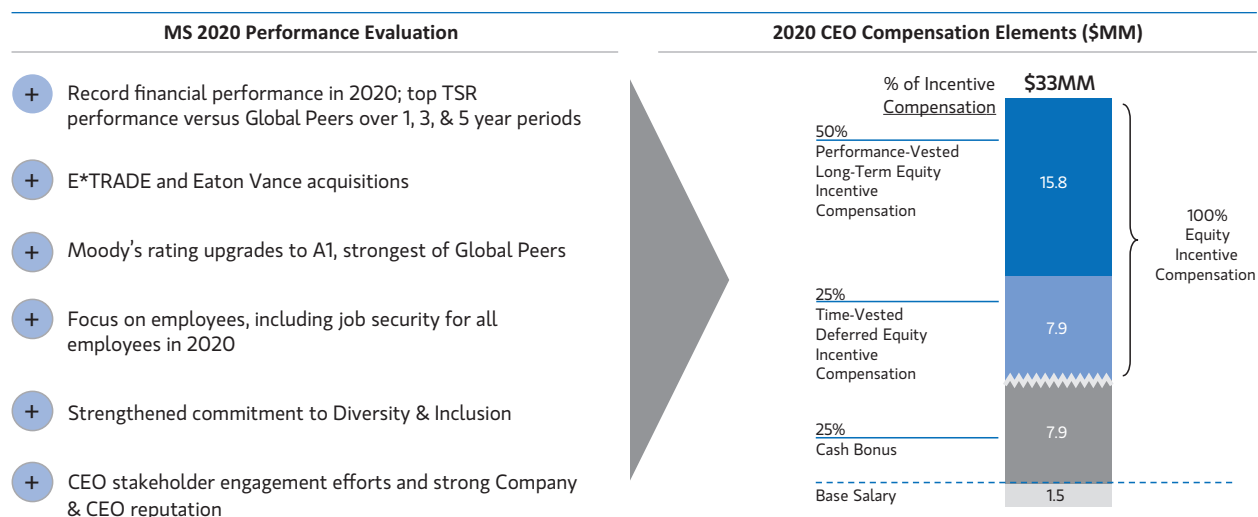 MS 2020 Performance Evaluation
+ Record financial performance in 2020; top TSR
performance versus Global Peers over 1, 3, & 5 year periods
+ E*TRADE and Eaton Vance acquisitions
+ Moody’s rating upgrades to A1, strongest of Global Peers
+ Focus on employees, including job security for all
employees in 2020
+ Strengthened commitment to Diversity & Inclusion
+ CEO stakeholder engagement efforts and strong Company
& CEO reputation
2020 CEO Compensation Elements ($MM)
% of Incentive
Compensation
$33MM
50%
Performance-Vested
Long-Term Equity
Incentive
Compensation
15.8
25%
Time-Vested
Deferred Equity
Incentive
Compensation
7.9
100%
Equity
Incentive
Compensation
25%
Cash Bonus
7.9
Base Salary
1.5